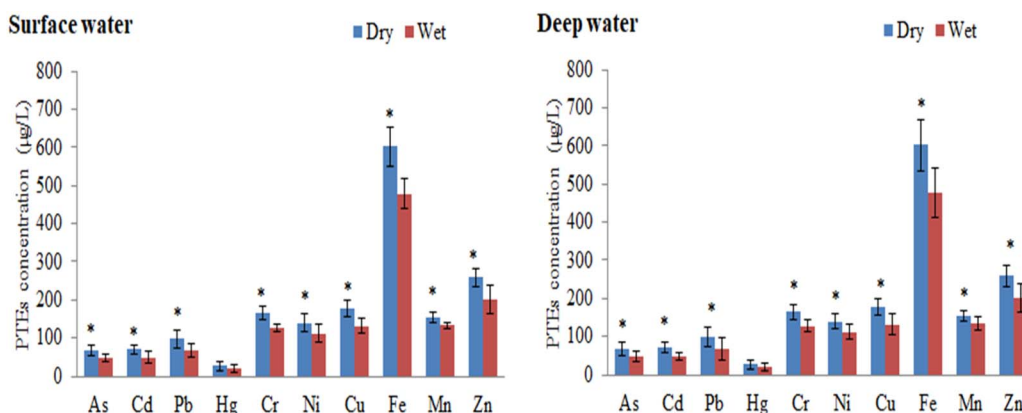 Surface water
Dry Wet
PTEs concentration (µg/L)
800
700
600
500
400
300
200
100
0
* * * * * * * * *
As Cd Pb Hg Cr Ni Cu Fe Mn Zn
Deep water
Dry Wet
PTEs concentration (µg/L)
800
700
600
500
400
300
200
100
0
* * * * * * * * *
As Cd Pb Hg Cr Ni Cu Fe Mn Zn